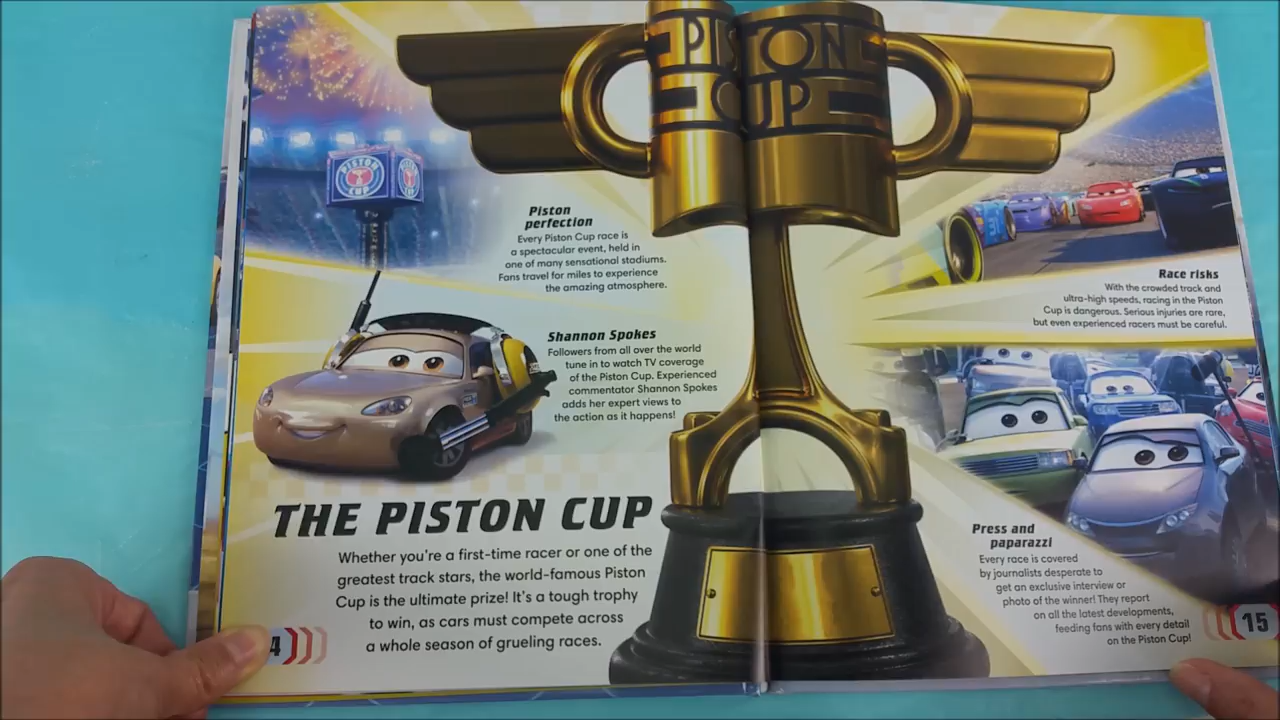 PISTON
CUP
PISTON
CUP
Piston
perfection
Every Piston Cup race is
a spectacular event, held in
one of many sensational stadiums.
Fans travel for miles to experience
the amazing atmosphere.
Shannon Spokes
Followers from all over the world
tune in to watch TV coverage
of the Piston Cup. Experienced
commentator Shannon Spokes
adds her expert views to
the action as it happens!
THE PISTON CUP
Whether you're a first-time racer or one of the
greatest track stars, the world-famous Piston
Cup is the ultimate prize! It's a tough trophy
to win, as cars must compete across
a whole season of grueling races.
4
Race risks
With the crowded track and
ultra-high speeds, racing in the Piston
Cup is dangerous. Serious injuries are rare,
but even experienced racers must be careful.
Press and
paparazzi
Every race is covered
by journalists desperate to
get an exclusive interview or
photo of the winner! They report
on all the latest developments,
feeding fans with every detail
on the Piston Cup!
15